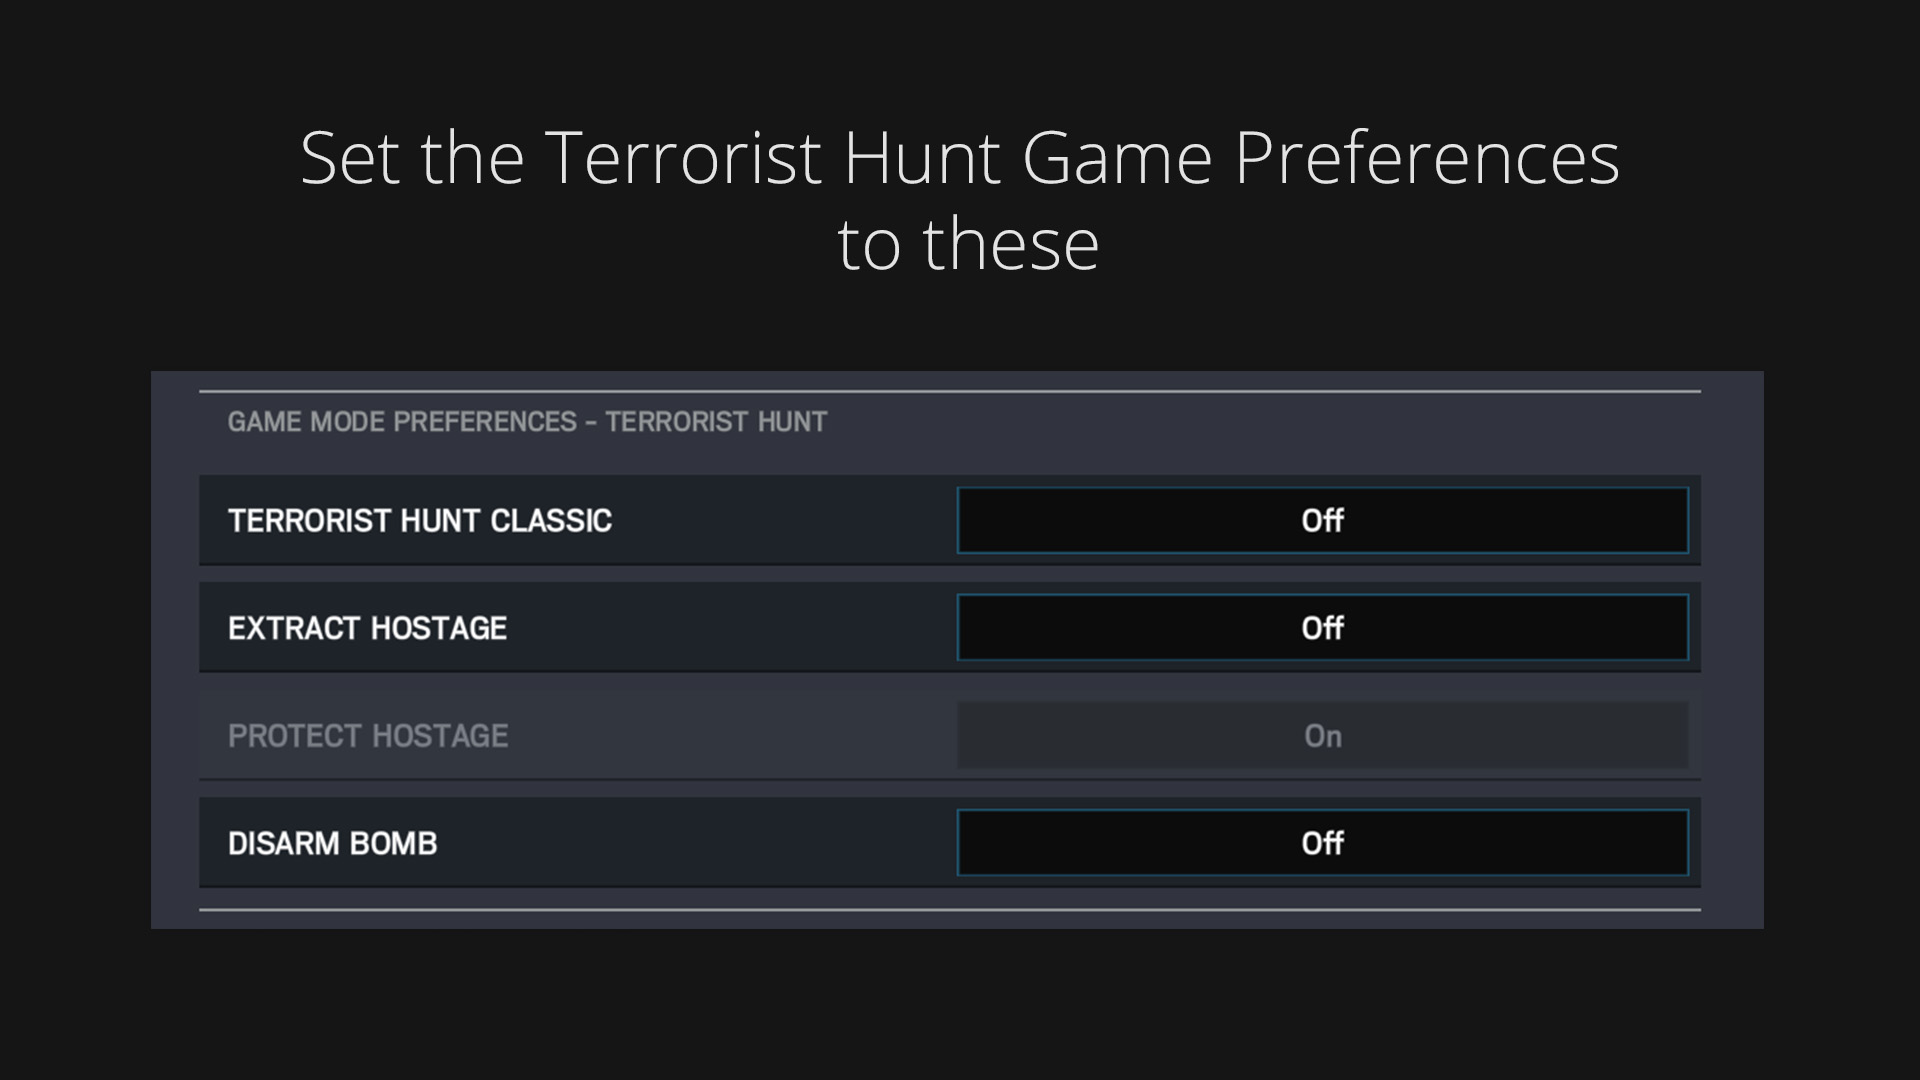 Set the Terrorist Hunt Game Preferences
to these
GAME MODE PREFERENCES - TERRORIST HUNT
TERRORIST HUNT CLASSIC Off
EXTRACT HOSTAGE Off
PROTECT HOSTAGE On
DISARM BOMB Off